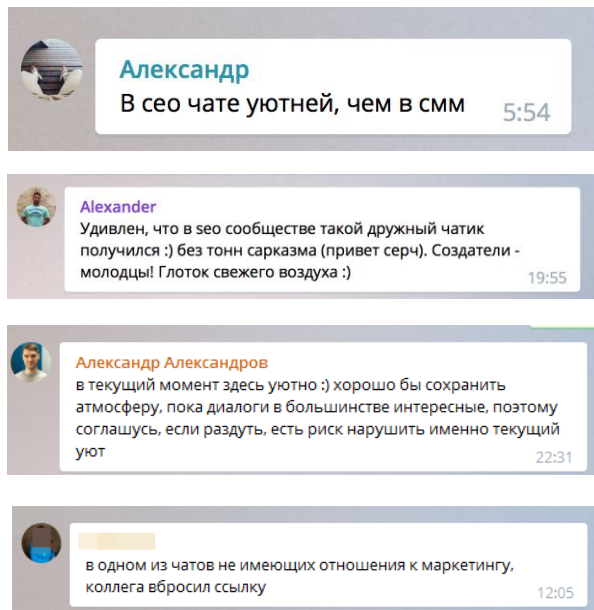 Александр
В сео чате уютней, чем в смм
5:54
Alexander
Удивлен, что в seo сообществе такой дружный чатик
получился :) без тонн сарказма (привет серч). Создатели -
молодцы! Глоток свежего воздуха :)
19:55
Александр Александров
в текущий момент здесь уютно :) хорошо бы сохранить
атмосферу, пока диалоги в большинстве интересные, поэтому
соглашусь, если раздуть, есть риск нарушить именно текущий
уют
22:31
в одном из чатов не имеющих отношения к маркетингу,
коллега вбросил ссылку
12:05